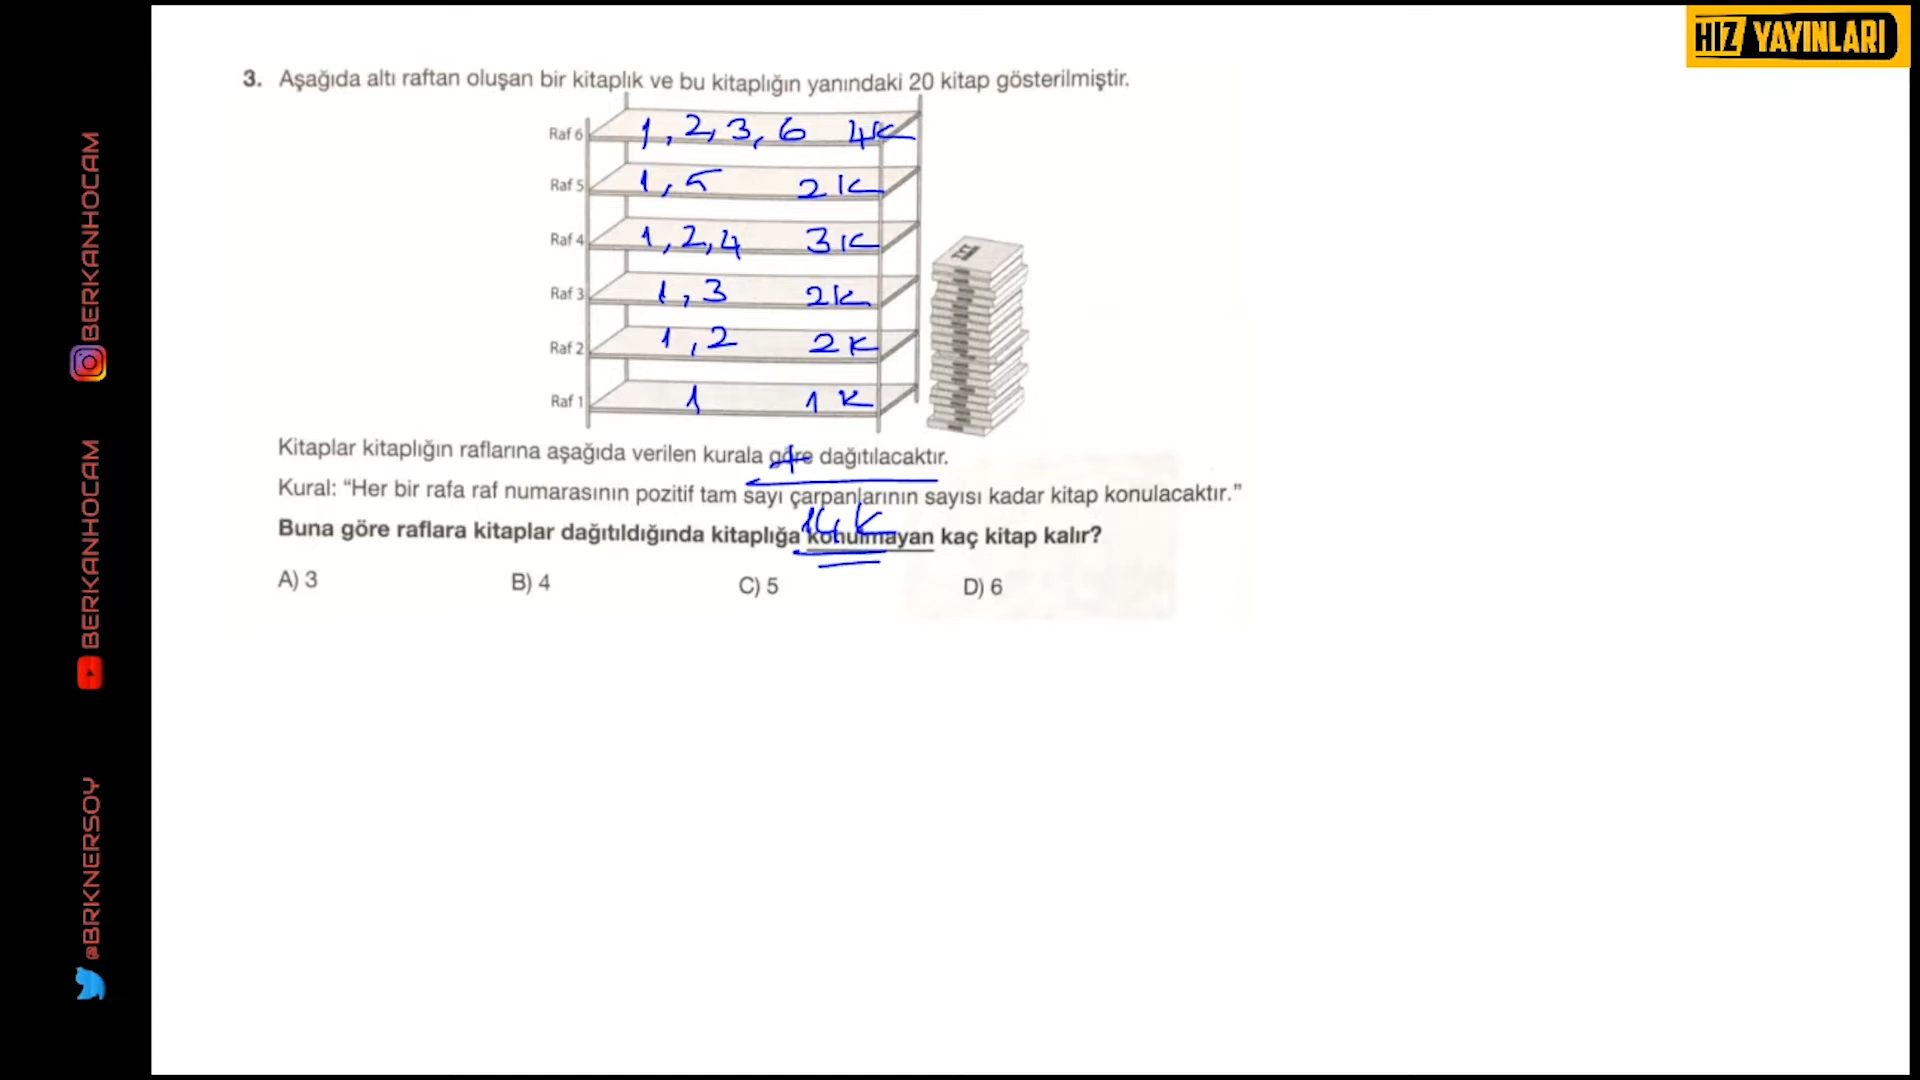 HIZ YAYINLARI
3. Aşağıda altı raftan oluşan bir kitaplık ve bu kitaplığın yanındaki 20 kitap gösterilmiştir.
Raf 6 1, 2, 3, 6 4K
Raf 5 1, 5 2K
Raf 4 1, 2, 4 3K
Raf 3 1, 3 2K
Raf 2 1, 2 2K
Raf 1 1 1K
Kitaplar kitaplığın raflarına aşağıda verilen kurala göre dağıtılacaktır.
Kural: “Her bir rafa raf numarasının pozitif tam sayı çarpanlarının sayısı kadar kitap konulacaktır.”
14K
Buna göre raflara kitaplar dağıtıldığında kitaplığa konulmayan kaç kitap kalır?
A) 3 B) 4 C) 5 D) 6
BERKANHOCAM
BERKANHOCAM
@BRKNERSOY